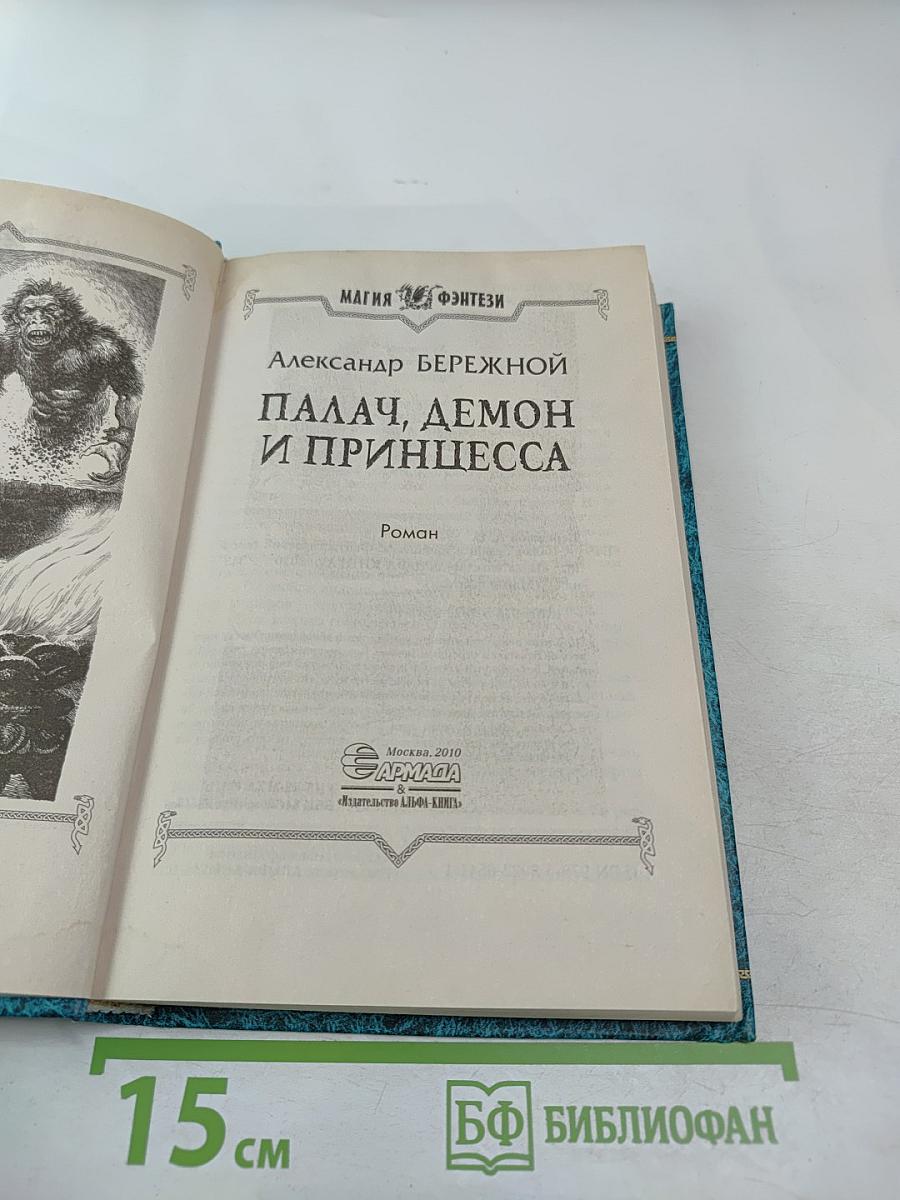 МАГИЯ ФЭНТЕЗИ
Александр БЕРЕЖНОЙ
ПАЛАЧ, ДЕМОН
И ПРИНЦЕССА
Роман
Москва, 2010
АРМАДА
&
«Издательство АЛЬФА-КНИГА»
15 см
БФ БИБЛИОФАН